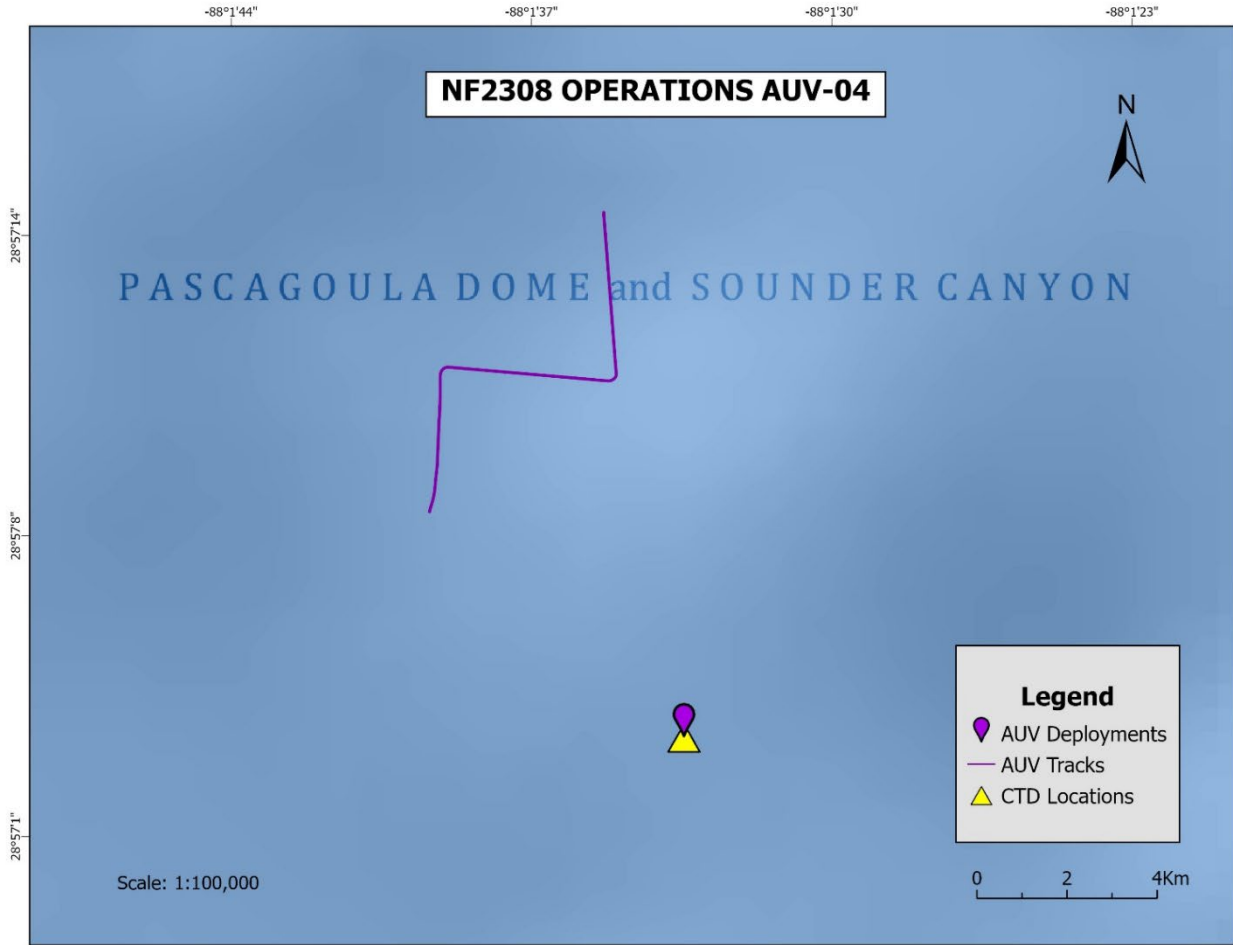 -88°1'44" -88°1'37" -88°1'30" -88°1'23"
NF2308 OPERATIONS AUV-04
N
28°57'14"
PASCAGOULA DOME and SOUNDER CANYON
28°57'8"
Legend
AUV Deployments
AUV Tracks
CTD Locations
28°57'1"
Scale: 1:100,000
0 2 4Km